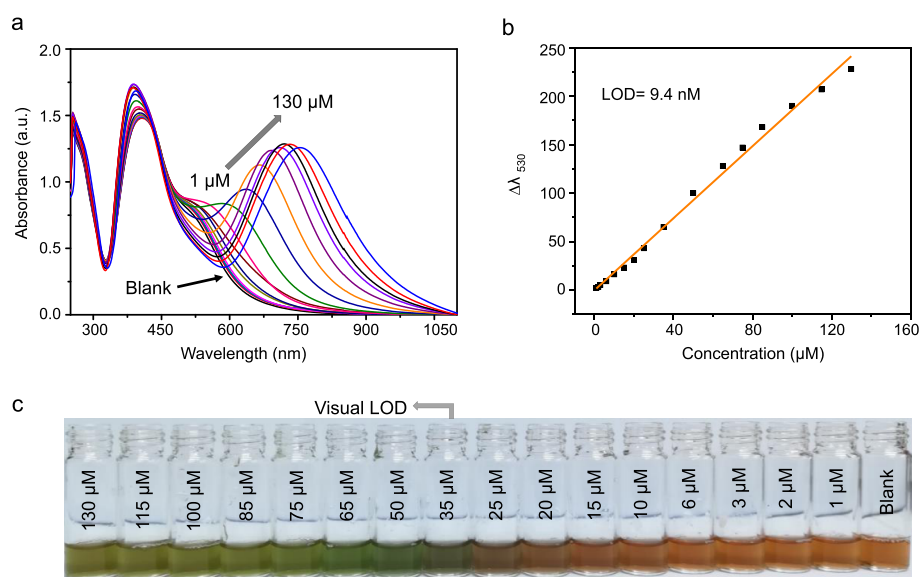 a
2.0
1.5
1.0
0.5
0.0
Absorbance (a.u.)
130 µM
1 µM
Blank
300 450 600 750 900 1050
Wavelength (nm)
b
250
200
150
100
50
0
Δλ 530
LOD= 9.4 nM
0 40 80 120 160
Concentration (µM)
c
Visual LOD
130 µM
115 µM
100 µM
85 µM
75 µM
65 µM
50 µM
35 µM
25 µM
20 µM
15 µM
10 µM
6 µM
3 µM
2 µM
1 µM
Blank